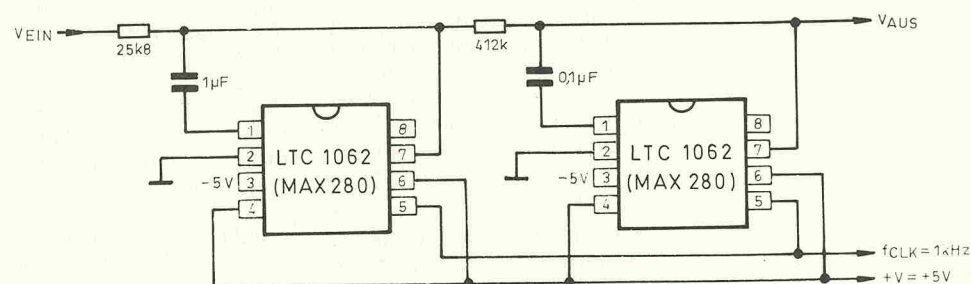 VEIN
25k8
412k
VAUS
1µF
0,1µF
1
2
3
4
8
7
6
5
LTC 1062
(MAX 280)
-5V
1
2
3
4
8
7
6
5
LTC 1062
(MAX 280)
-5V
fCLK=1kHz
+V=+5V